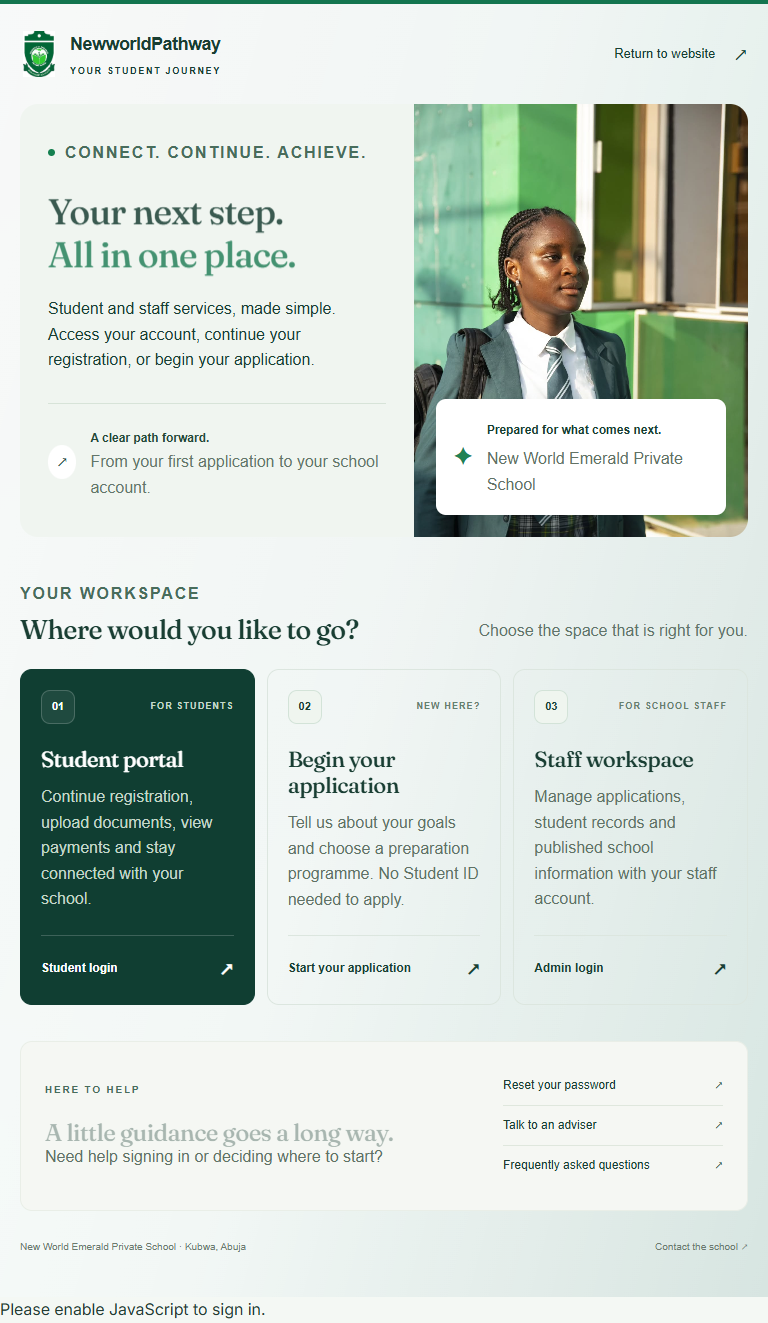 NewworldPathway
YOUR STUDENT JOURNEY
Return to website ↗
CONNECT. CONTINUE. ACHIEVE.
Your next step.
All in one place.
Student and staff services, made simple.
Access your account, continue your
registration, or begin your application.
↗
A clear path forward.
From your first application to your school
account.
Prepared for what comes next.
New World Emerald Private
School
YOUR WORKSPACE
Where would you like to go?
Choose the space that is right for you.
01
FOR STUDENTS
Student portal
Continue registration,
upload documents, view
payments and stay
connected with your
school.
Student login ↗
02
NEW HERE?
Begin your
application
Tell us about your goals
and choose a preparation
programme. No Student ID
needed to apply.
Start your application ↗
03
FOR SCHOOL STAFF
Staff workspace
Manage applications,
student records and
published school
information with your staff
account.
Admin login ↗
HERE TO HELP
A little guidance goes a long way.
Need help signing in or deciding where to start?
Reset your password ↗
Talk to an adviser ↗
Frequently asked questions ↗
New World Emerald Private School · Kubwa, Abuja
Contact the school ↗
Please enable JavaScript to sign in.